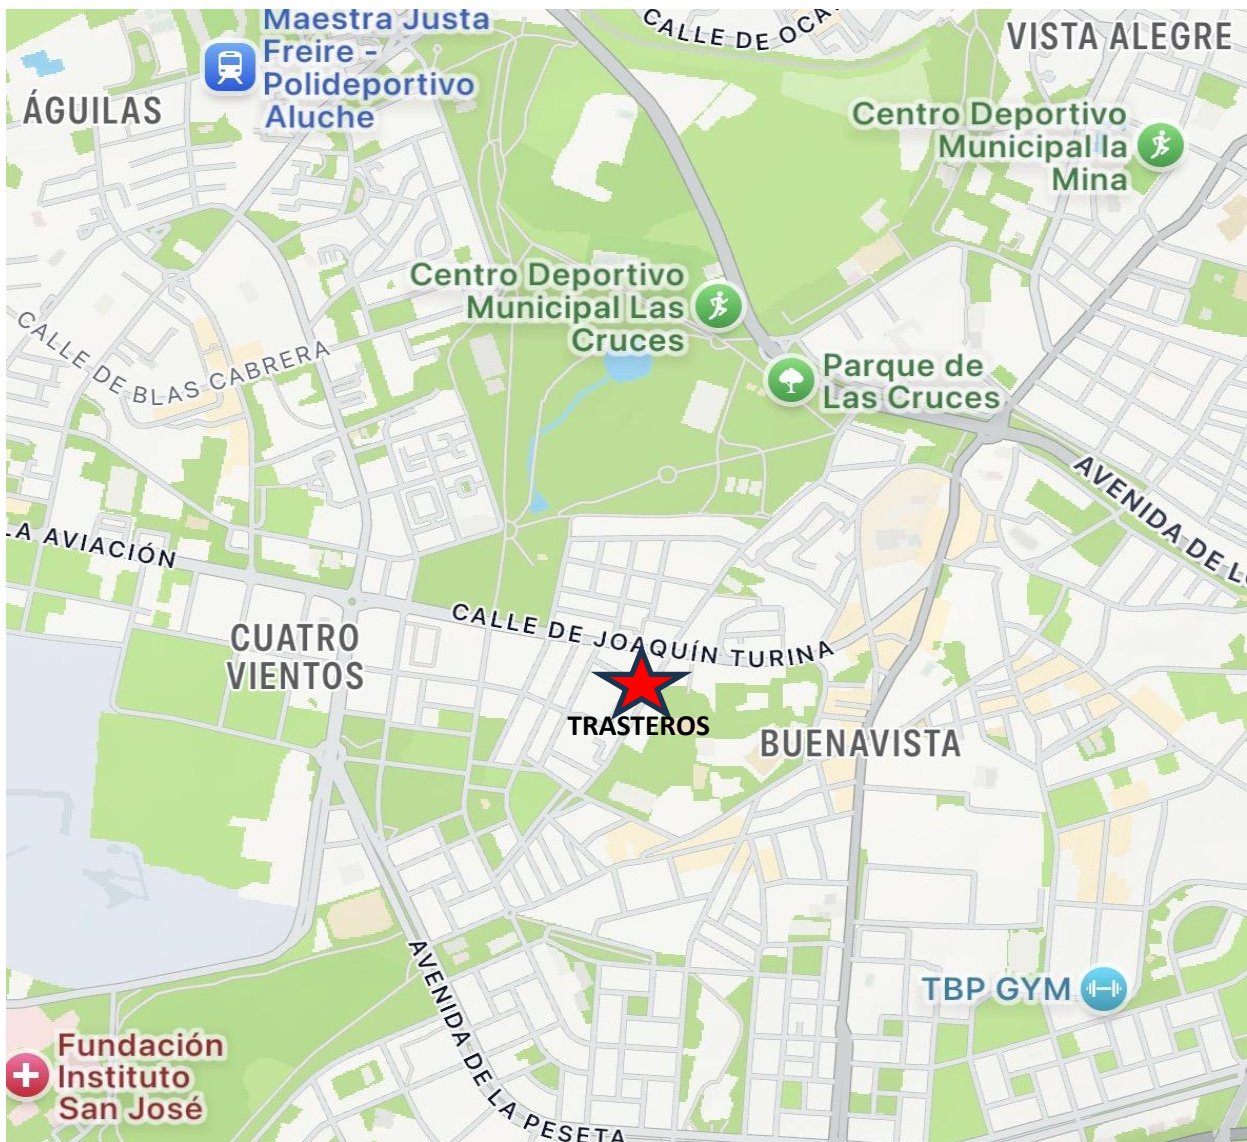 Maestra Justa
Freire -
Polideportivo
Aluche
CALLE DE OCA
VISTA ALEGRE
ÁGUILAS
Centro Deportivo
Municipal la
Mina
Centro Deportivo
Municipal Las
Cruces
CALLE DE BLAS CABRERA
Parque de
Las Cruces
AVENIDA DE LO
LA AVIACIÓN
CALLE DE JOAQUÍN TURINA
CUATRO
VIENTOS
TRASTEROS
BUENAVISTA
AVENIDA DE LA PESETA
TBP GYM
Fundación
Instituto
San José